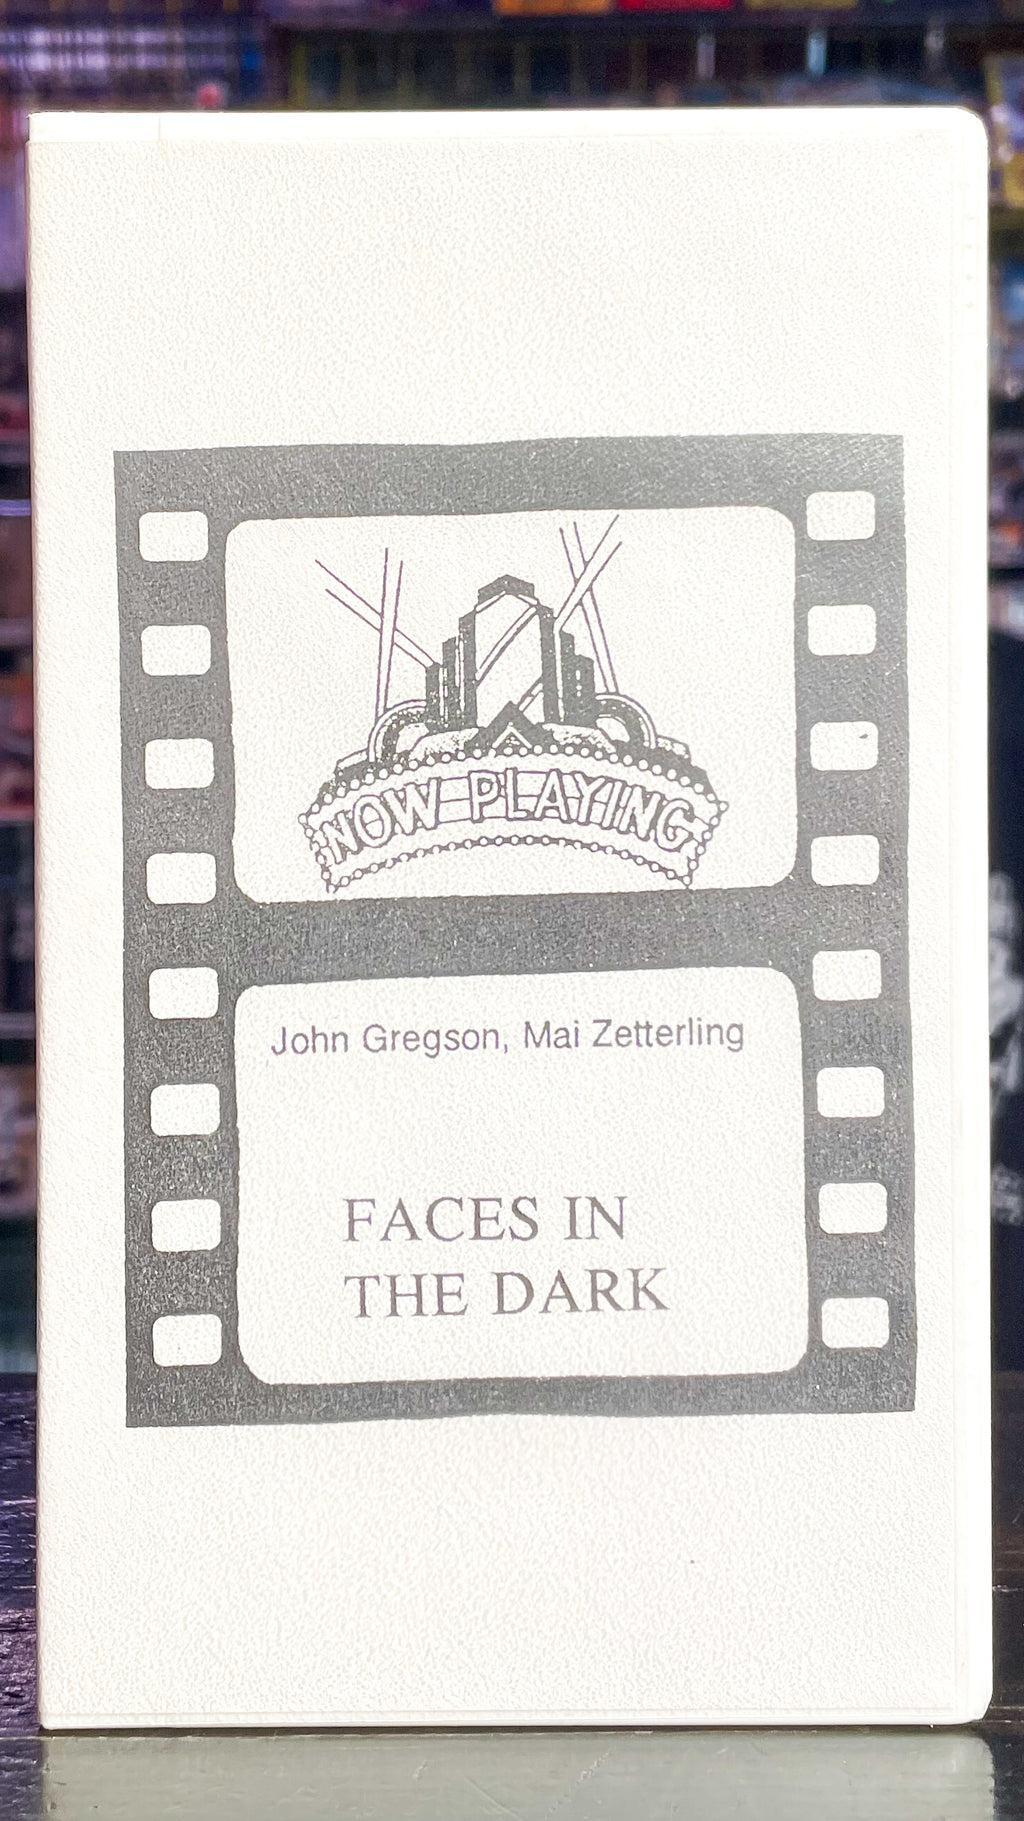 NOW PLAYING
John Gregson, Mai Zetterling
FACES IN
THE DARK